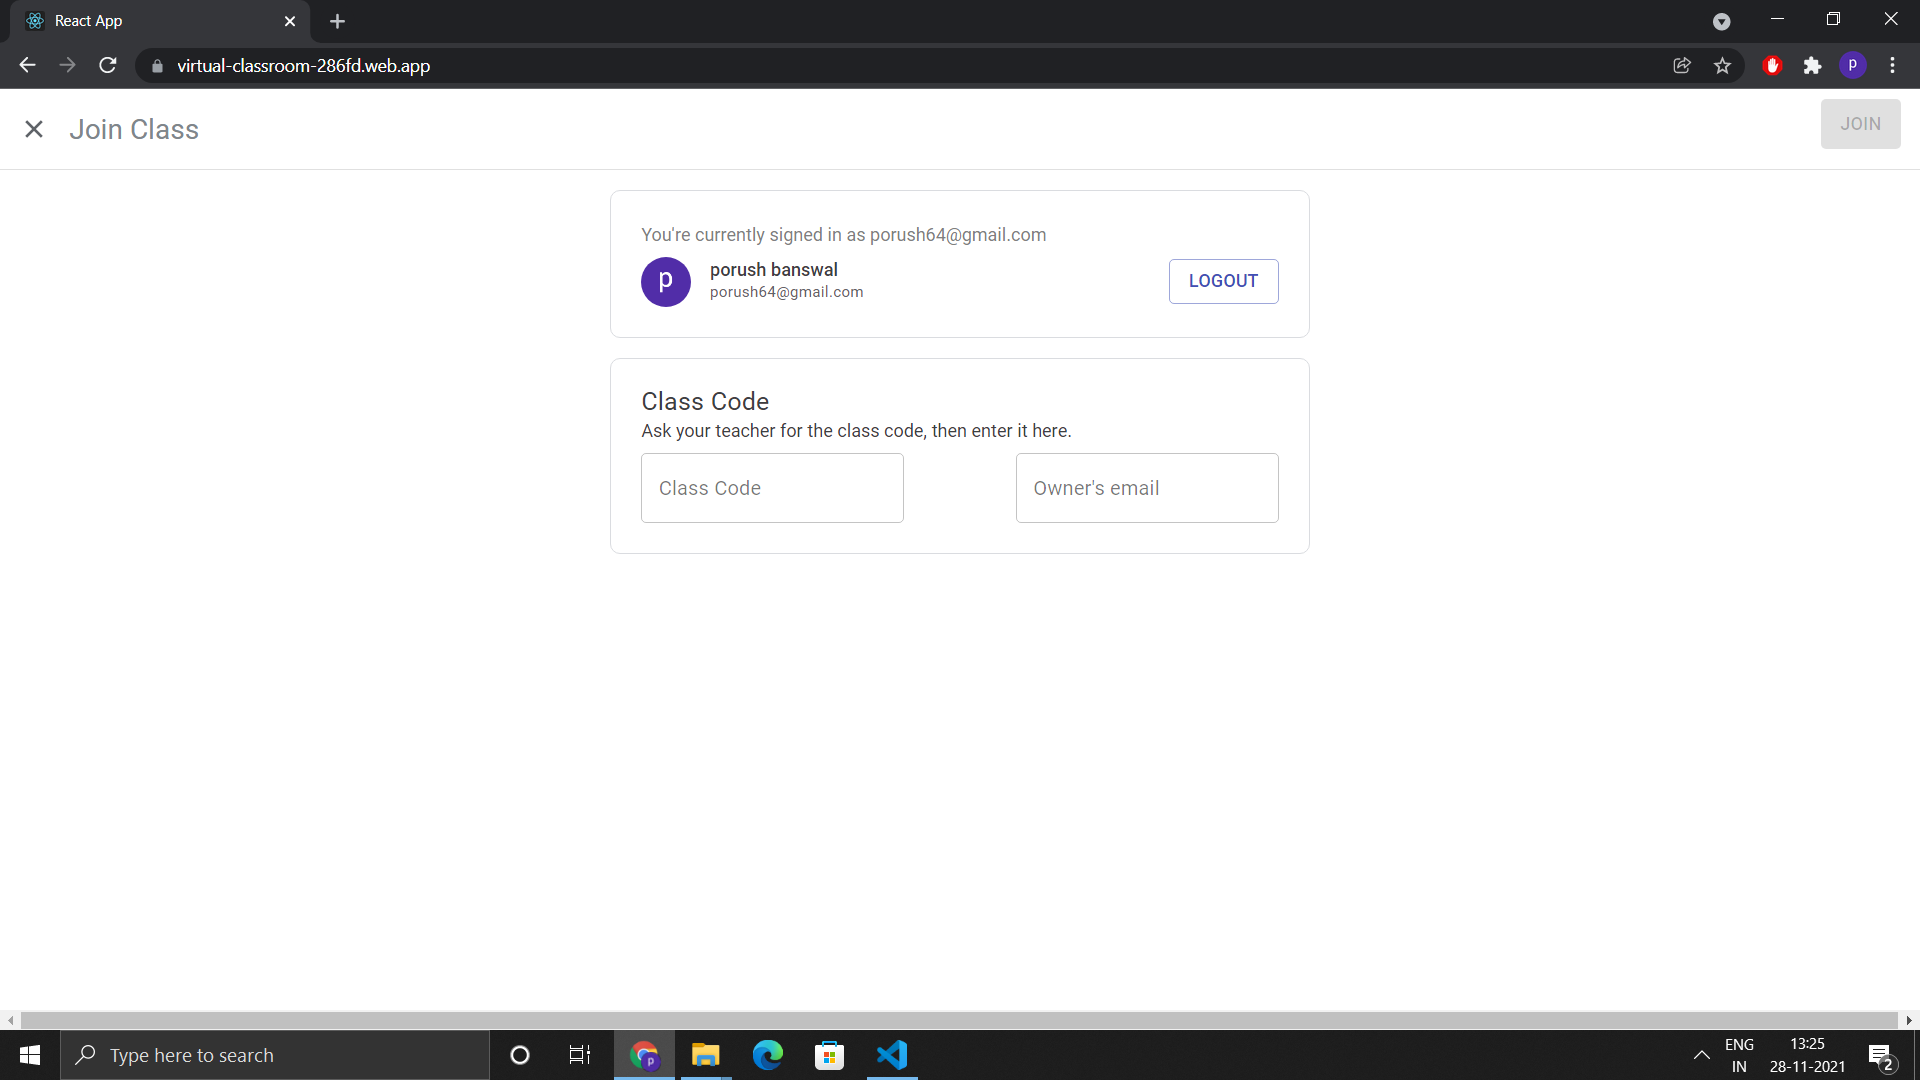 React App
virtual-classroom-286fd.web.app
P
Join Class
JOIN
You're currently signed in as porush64@gmail.com
p
porush banswal
porush64@gmail.com
LOGOUT
Class Code
Ask your teacher for the class code, then enter it here.
Class Code
Owner's email
Type here to search
p
ENG
IN
13:25
28-11-2021
2